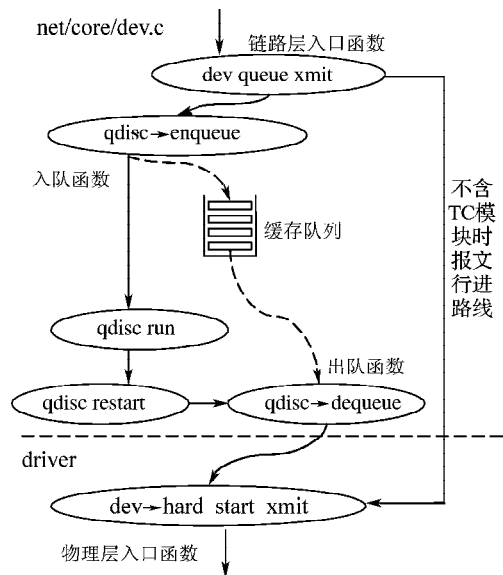 net/core/dev.c
链路层入口函数
dev queue xmit
qdisc→enqueue
入队函数
缓存队列
不含
TC模
块时
报文
行进
路线
qdisc run
出队函数
qdisc restart
qdisc→dequeue
driver
dev→hard start xmit
物理层入口函数